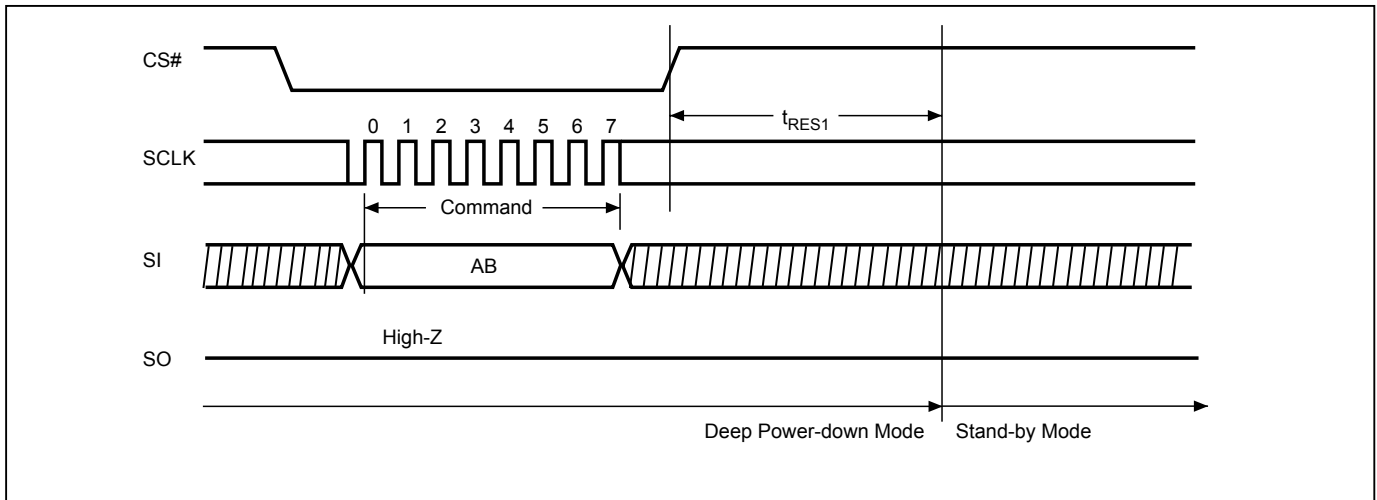 CS#
t_RES1
0 1 2 3 4 5 6 7
SCLK
Command
SI
AB
High-Z
SO
Deep Power-down Mode
Stand-by Mode